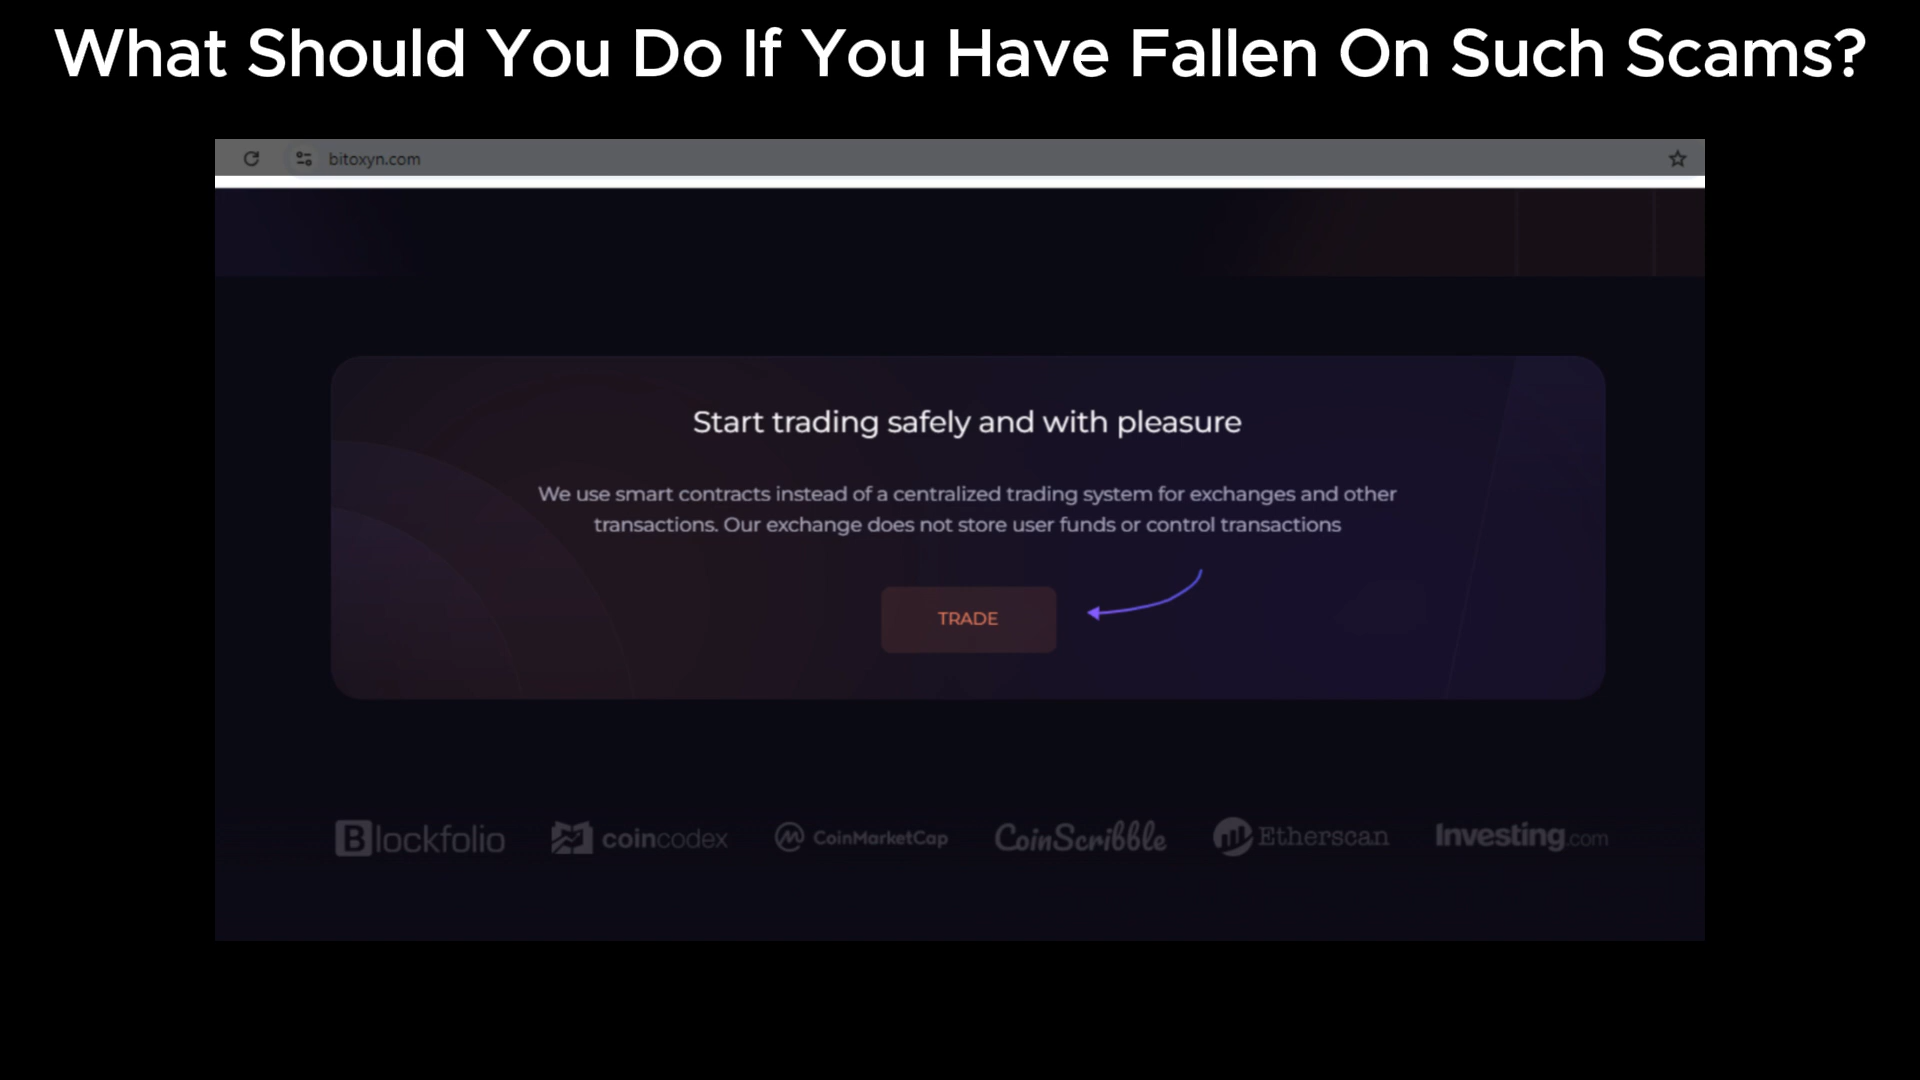 What Should You Do If You Have Fallen On Such Scams?
bitoxyn.com
Start trading safely and with pleasure
We use smart contracts instead of a centralized trading system for exchanges and other
transactions. Our exchange does not store user funds or control transactions
TRADE
Blockfolio coincodex CoinMarketCap CoinScribble Etherscan Investing.com